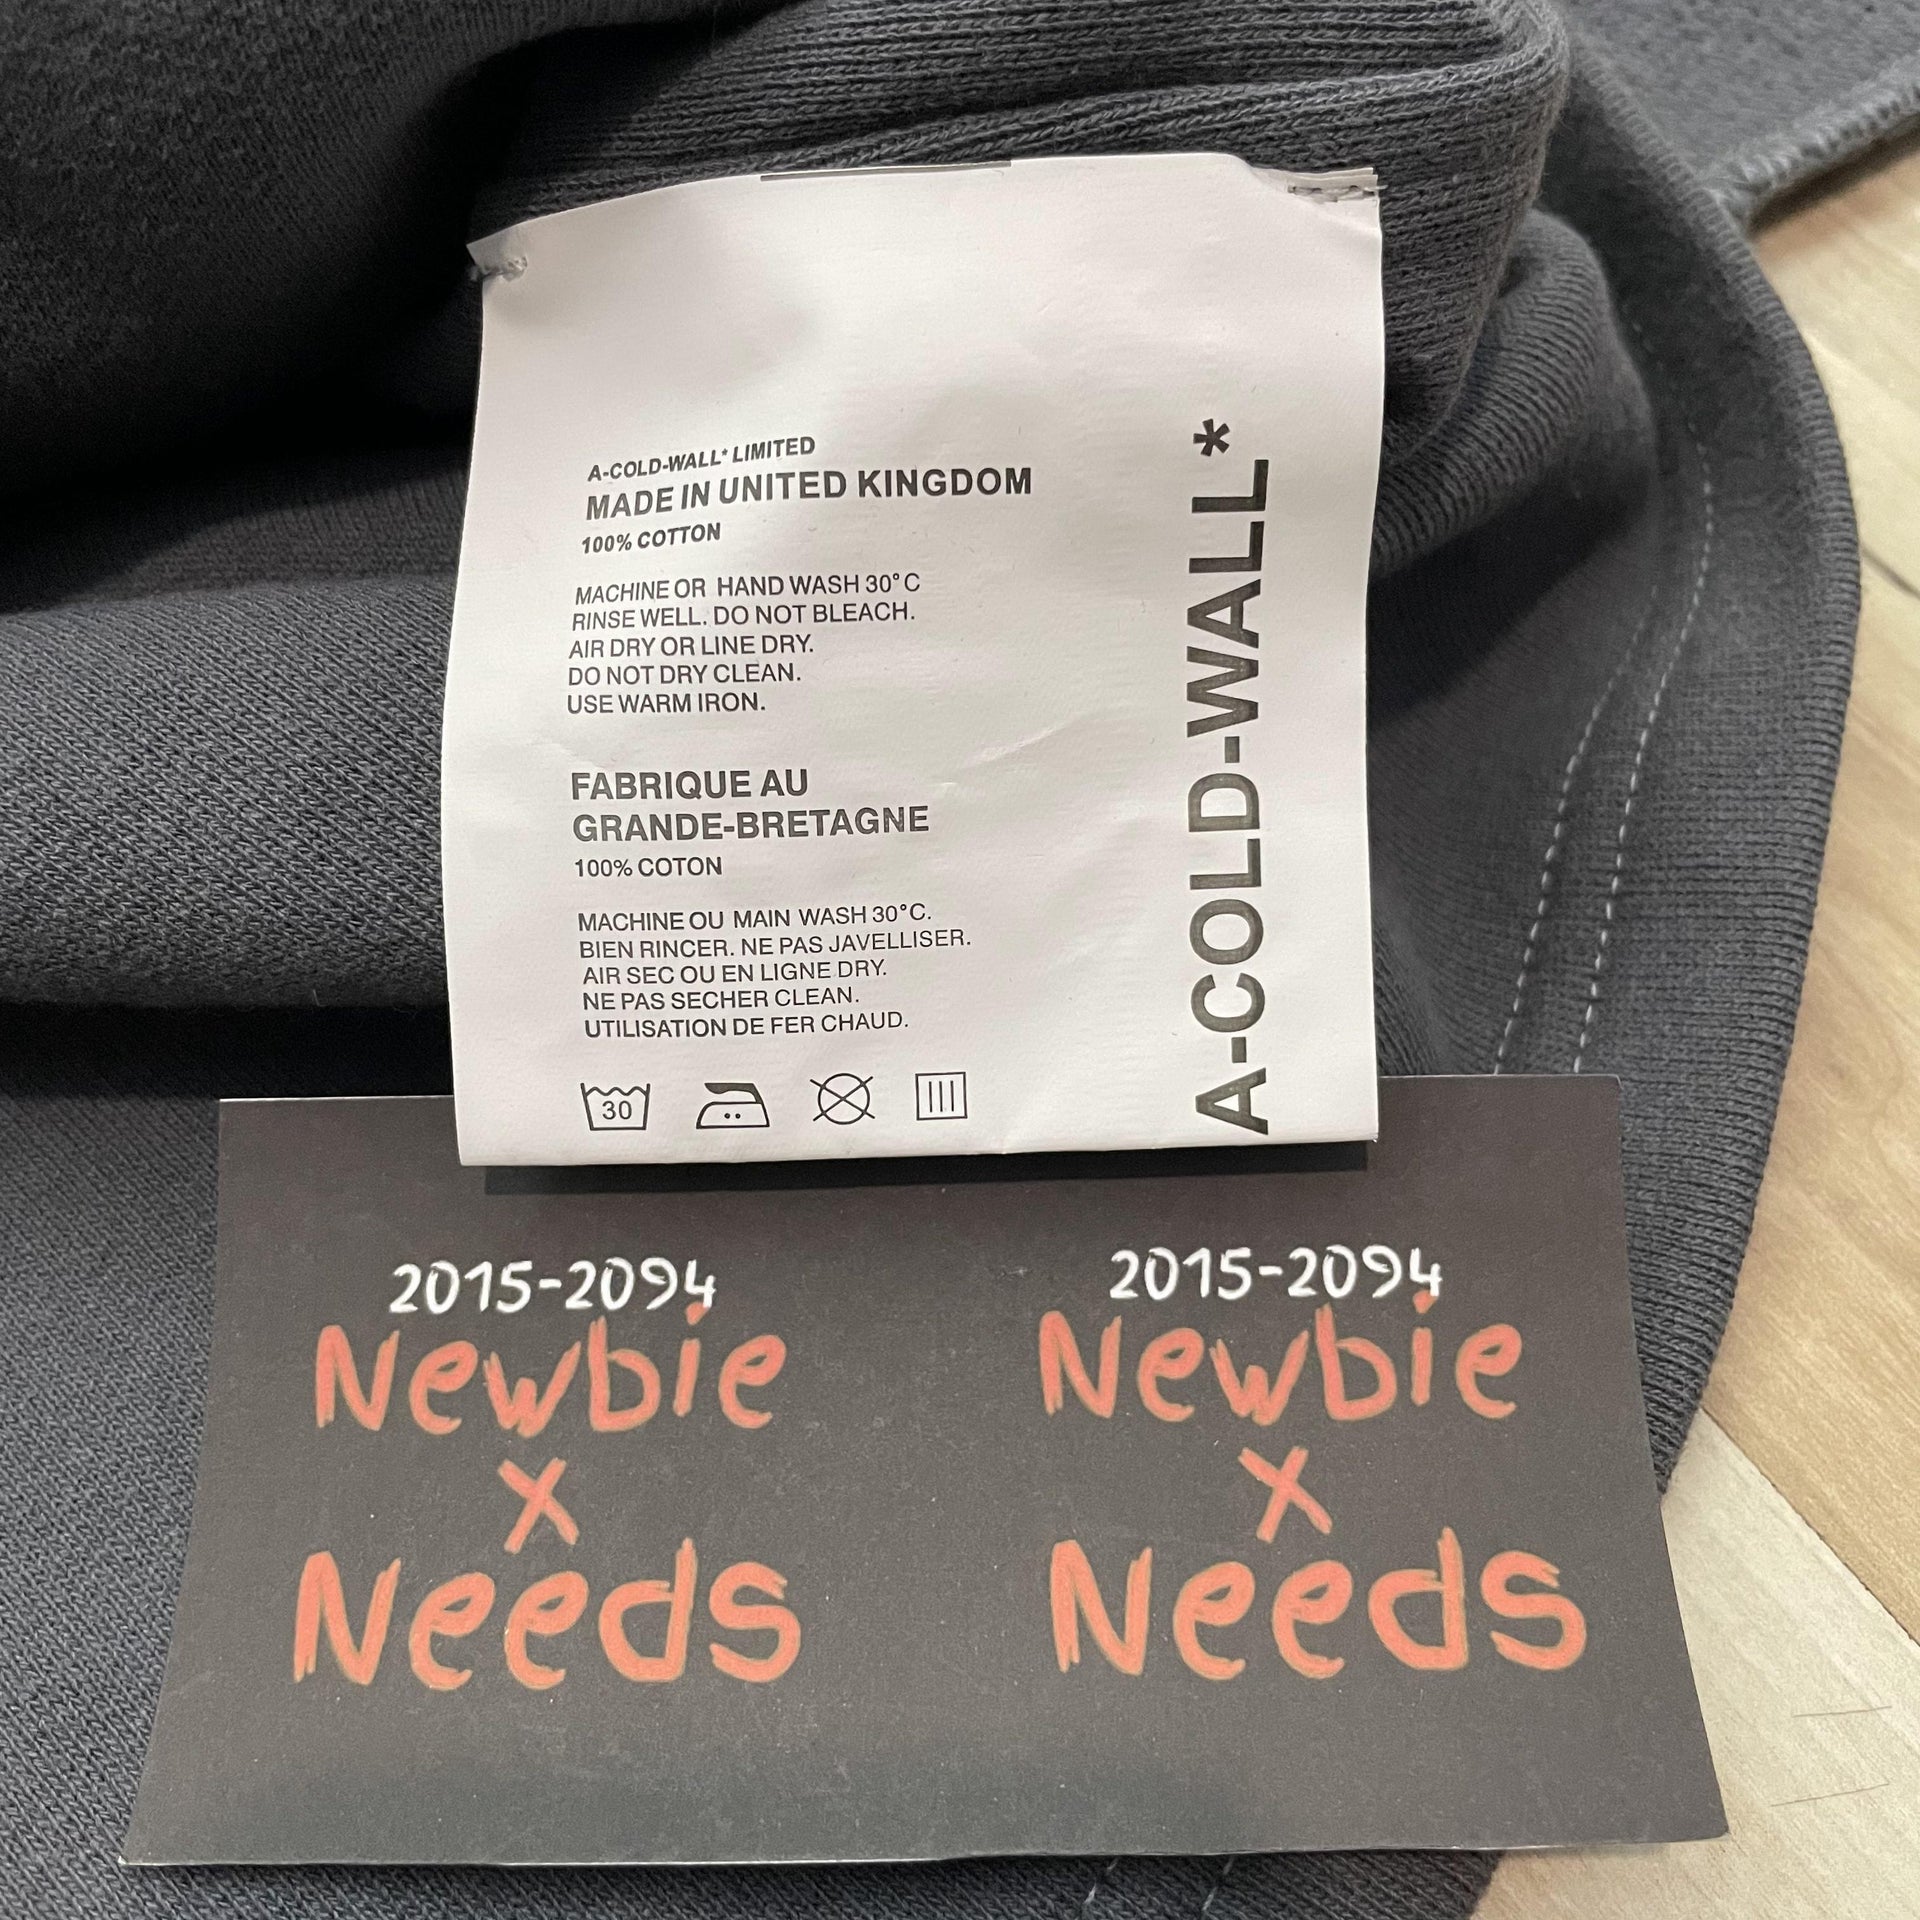 A-COLD-WALL* LIMITED
MADE IN UNITED KINGDOM
100% COTTON
MACHINE OR HAND WASH 30°C
RINSE WELL. DO NOT BLEACH.
AIR DRY OR LINE DRY.
DO NOT DRY CLEAN.
USE WARM IRON.
FABRIQUE AU
GRANDE-BRETAGNE
100% COTON
MACHINE OU MAIN WASH 30°C.
BIEN RINCER. NE PAS JAVELLISER.
AIR SEC OU EN LIGNE DRY.
NE PAS SECHER CLEAN.
UTILISATION DE FER CHAUD.
30
A-COLD-WALL*
2015-2094
Newbie
x
Needs
2015-2094
Newbie
x
Needs